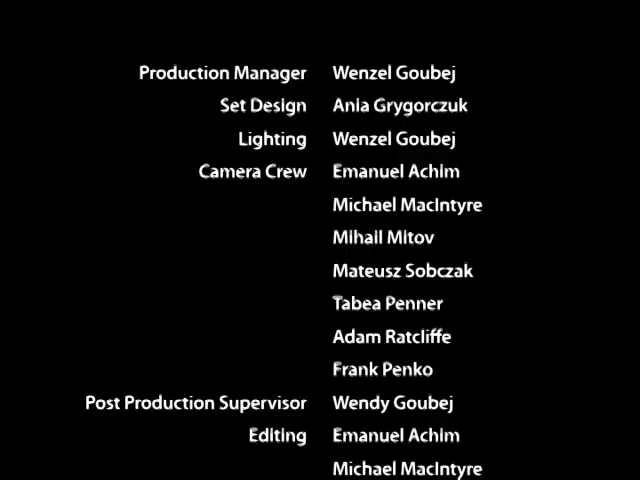 Production Manager Wenzel Goubej
Set Design Ania Grygorczuk
Lighting Wenzel Goubej
Camera Crew Emanuel Achim
Michael MacIntyre
Mihail Mitov
Mateusz Sobczak
Tabea Penner
Adam Ratcliffe
Frank Penko
Post Production Supervisor Wendy Goubej
Editing Emanuel Achim
Michael MacIntyre